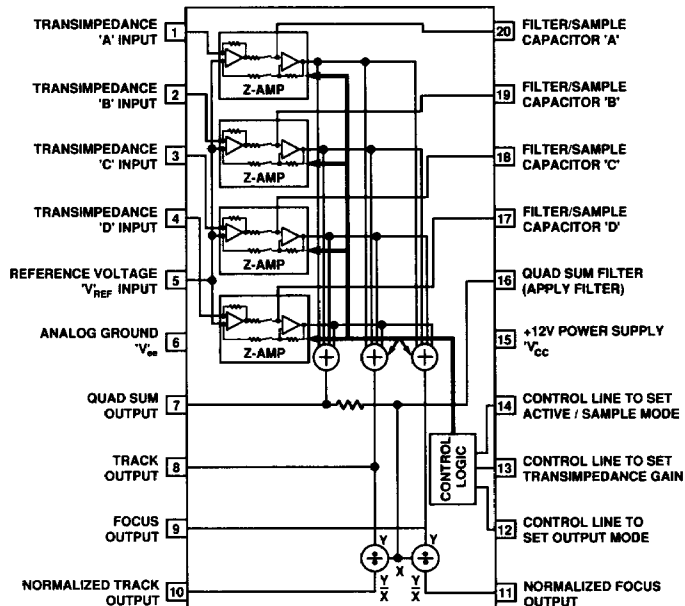 TRANSIMPEDANCE
'A' INPUT
1
TRANSIMPEDANCE
'B' INPUT
2
TRANSIMPEDANCE
'C' INPUT
3
TRANSIMPEDANCE
'D' INPUT
4
REFERENCE VOLTAGE
'V'REF INPUT
5
ANALOG GROUND
'V'ee
6
QUAD SUM
OUTPUT
7
TRACK
OUTPUT
8
FOCUS
OUTPUT
9
NORMALIZED TRACK
OUTPUT
10
Z-AMP
Z-AMP
Z-AMP
Z-AMP
+
+
+
CONTROL
LOGIC
Y
X
Y
÷
÷
Y
X
Y
X
20
FILTER/SAMPLE
CAPACITOR 'A'
19
FILTER/SAMPLE
CAPACITOR 'B'
18
FILTER/SAMPLE
CAPACITOR 'C'
17
FILTER/SAMPLE
CAPACITOR 'D'
16
QUAD SUM FILTER
(APPLY FILTER)
15
+12V POWER SUPPLY
'V'CC
14
CONTROL LINE TO SET
ACTIVE / SAMPLE MODE
13
CONTROL LINE TO SET
TRANSIMPEDANCE GAIN
12
CONTROL LINE TO
SET OUTPUT MODE
11
NORMALIZED FOCUS
OUTPUT